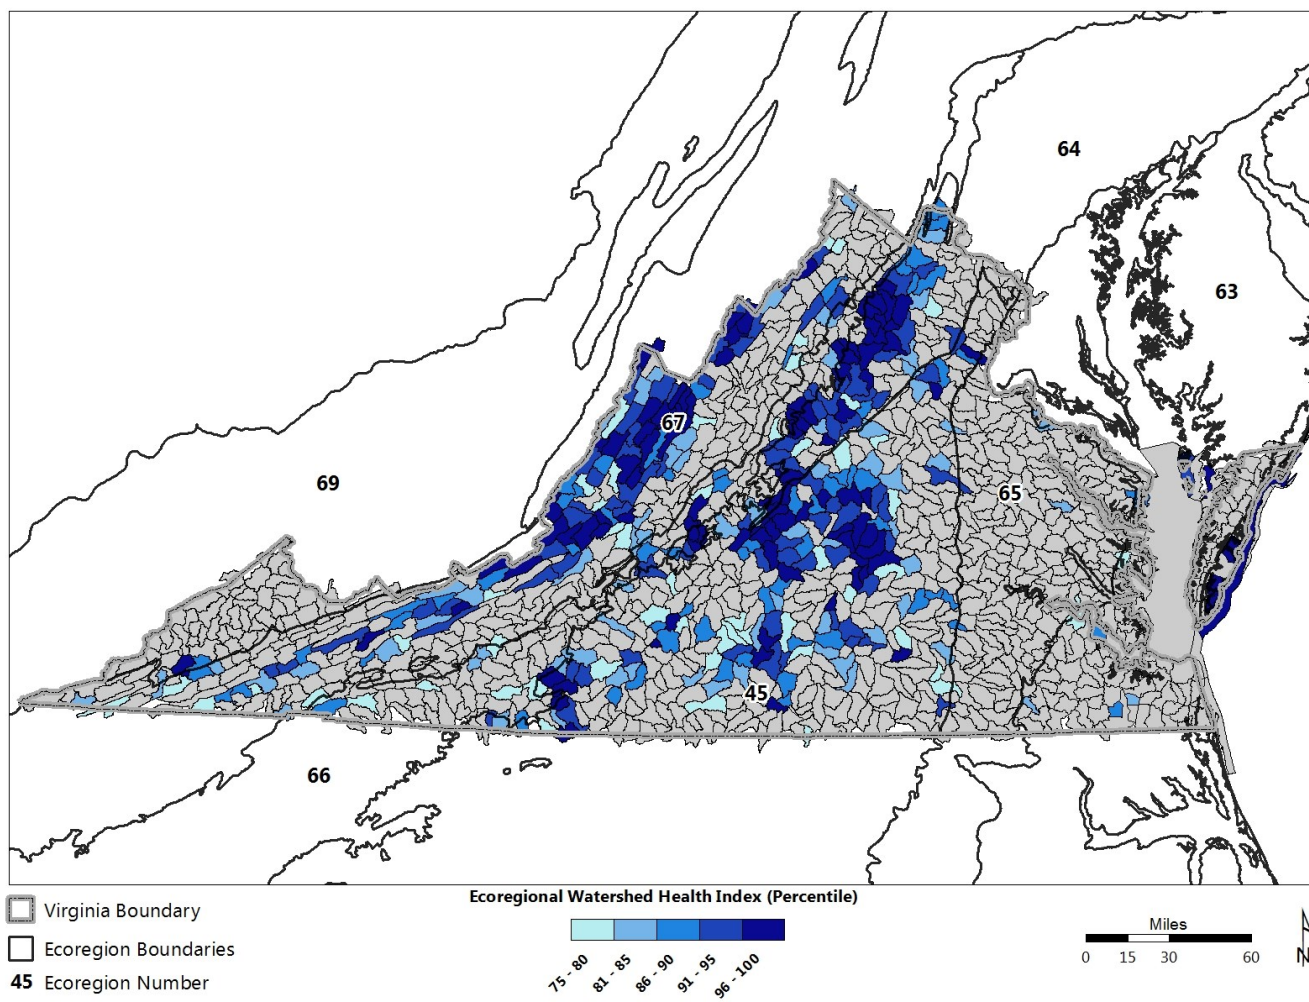 64
63
67
69
65
45
66
Ecoregional Watershed Health Index (Percentile)
Virginia Boundary
Ecoregion Boundaries
45 Ecoregion Number
75 - 80
81 - 85
86 - 90
91 - 95
96 - 100
Miles
0 15 30 60
N